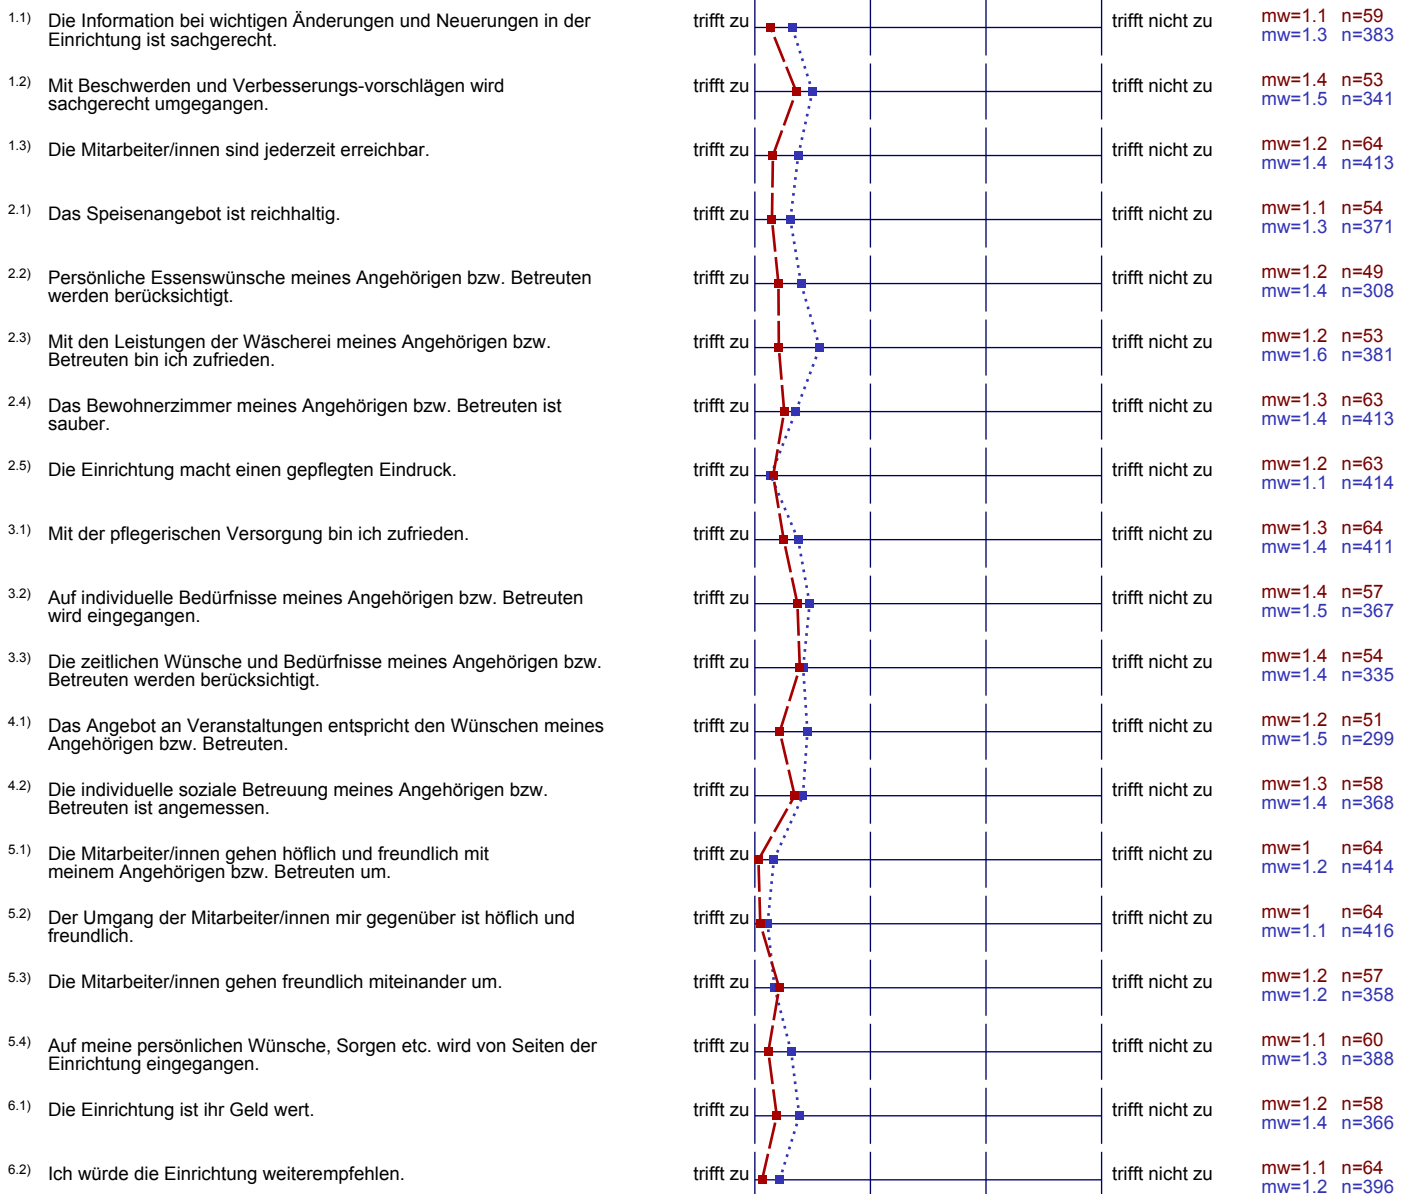 1.1) Die Information bei wichtigen Änderungen und Neuerungen in der
Einrichtung ist sachgerecht.
trifft zu trifft nicht zu mw=1.1 n=59
mw=1.3 n=383
1.2) Mit Beschwerden und Verbesserungs-vorschlägen wird
sachgerecht umgegangen.
trifft zu trifft nicht zu mw=1.4 n=53
mw=1.5 n=341
1.3) Die Mitarbeiter/innen sind jederzeit erreichbar.
trifft zu trifft nicht zu mw=1.2 n=64
mw=1.4 n=413
2.1) Das Speisenangebot ist reichhaltig.
trifft zu trifft nicht zu mw=1.1 n=54
mw=1.3 n=371
2.2) Persönliche Essenswünsche meines Angehörigen bzw. Betreuten
werden berücksichtigt.
trifft zu trifft nicht zu mw=1.2 n=49
mw=1.4 n=308
2.3) Mit den Leistungen der Wäscherei meines Angehörigen bzw.
Betreuten bin ich zufrieden.
trifft zu trifft nicht zu mw=1.2 n=53
mw=1.6 n=381
2.4) Das Bewohnerzimmer meines Angehörigen bzw. Betreuten ist
sauber.
trifft zu trifft nicht zu mw=1.3 n=63
mw=1.4 n=413
2.5) Die Einrichtung macht einen gepflegten Eindruck.
trifft zu trifft nicht zu mw=1.2 n=63
mw=1.1 n=414
3.1) Mit der pflegerischen Versorgung bin ich zufrieden.
trifft zu trifft nicht zu mw=1.3 n=64
mw=1.4 n=411
3.2) Auf individuelle Bedürfnisse meines Angehörigen bzw. Betreuten
wird eingegangen.
trifft zu trifft nicht zu mw=1.4 n=57
mw=1.5 n=367
3.3) Die zeitlichen Wünsche und Bedürfnisse meines Angehörigen bzw.
Betreuten werden berücksichtigt.
trifft zu trifft nicht zu mw=1.4 n=54
mw=1.4 n=335
4.1) Das Angebot an Veranstaltungen entspricht den Wünschen meines
Angehörigen bzw. Betreuten.
trifft zu trifft nicht zu mw=1.2 n=51
mw=1.5 n=299
4.2) Die individuelle soziale Betreuung meines Angehörigen bzw.
Betreuten ist angemessen.
trifft zu trifft nicht zu mw=1.3 n=58
mw=1.4 n=368
5.1) Die Mitarbeiter/innen gehen höflich und freundlich mit
meinem Angehörigen bzw. Betreuten um.
trifft zu trifft nicht zu mw=1 n=64
mw=1.2 n=414
5.2) Der Umgang der Mitarbeiter/innen mir gegenüber ist höflich und
freundlich.
trifft zu trifft nicht zu mw=1 n=64
mw=1.1 n=416
5.3) Die Mitarbeiter/innen gehen freundlich miteinander um.
trifft zu trifft nicht zu mw=1.2 n=57
mw=1.2 n=358
5.4) Auf meine persönlichen Wünsche, Sorgen etc. wird von Seiten der
Einrichtung eingegangen.
trifft zu trifft nicht zu mw=1.1 n=60
mw=1.3 n=388
6.1) Die Einrichtung ist ihr Geld wert.
trifft zu trifft nicht zu mw=1.2 n=58
mw=1.4 n=366
6.2) Ich würde die Einrichtung weiterempfehlen.
trifft zu trifft nicht zu mw=1.1 n=64
mw=1.2 n=396